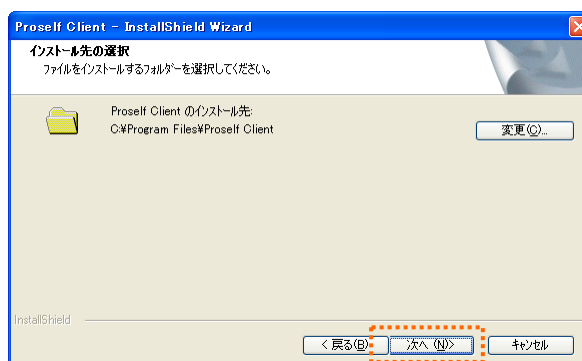 Proself Client - InstallShield Wizard
インストール先の選択
ファイルをインストールするフォルダーを選択してください。
Proself Client のインストール先:
C:¥Program Files¥Proself Client
変更(C)...
InstallShield
< 戻る(B)
次へ (N)>
キャンセル